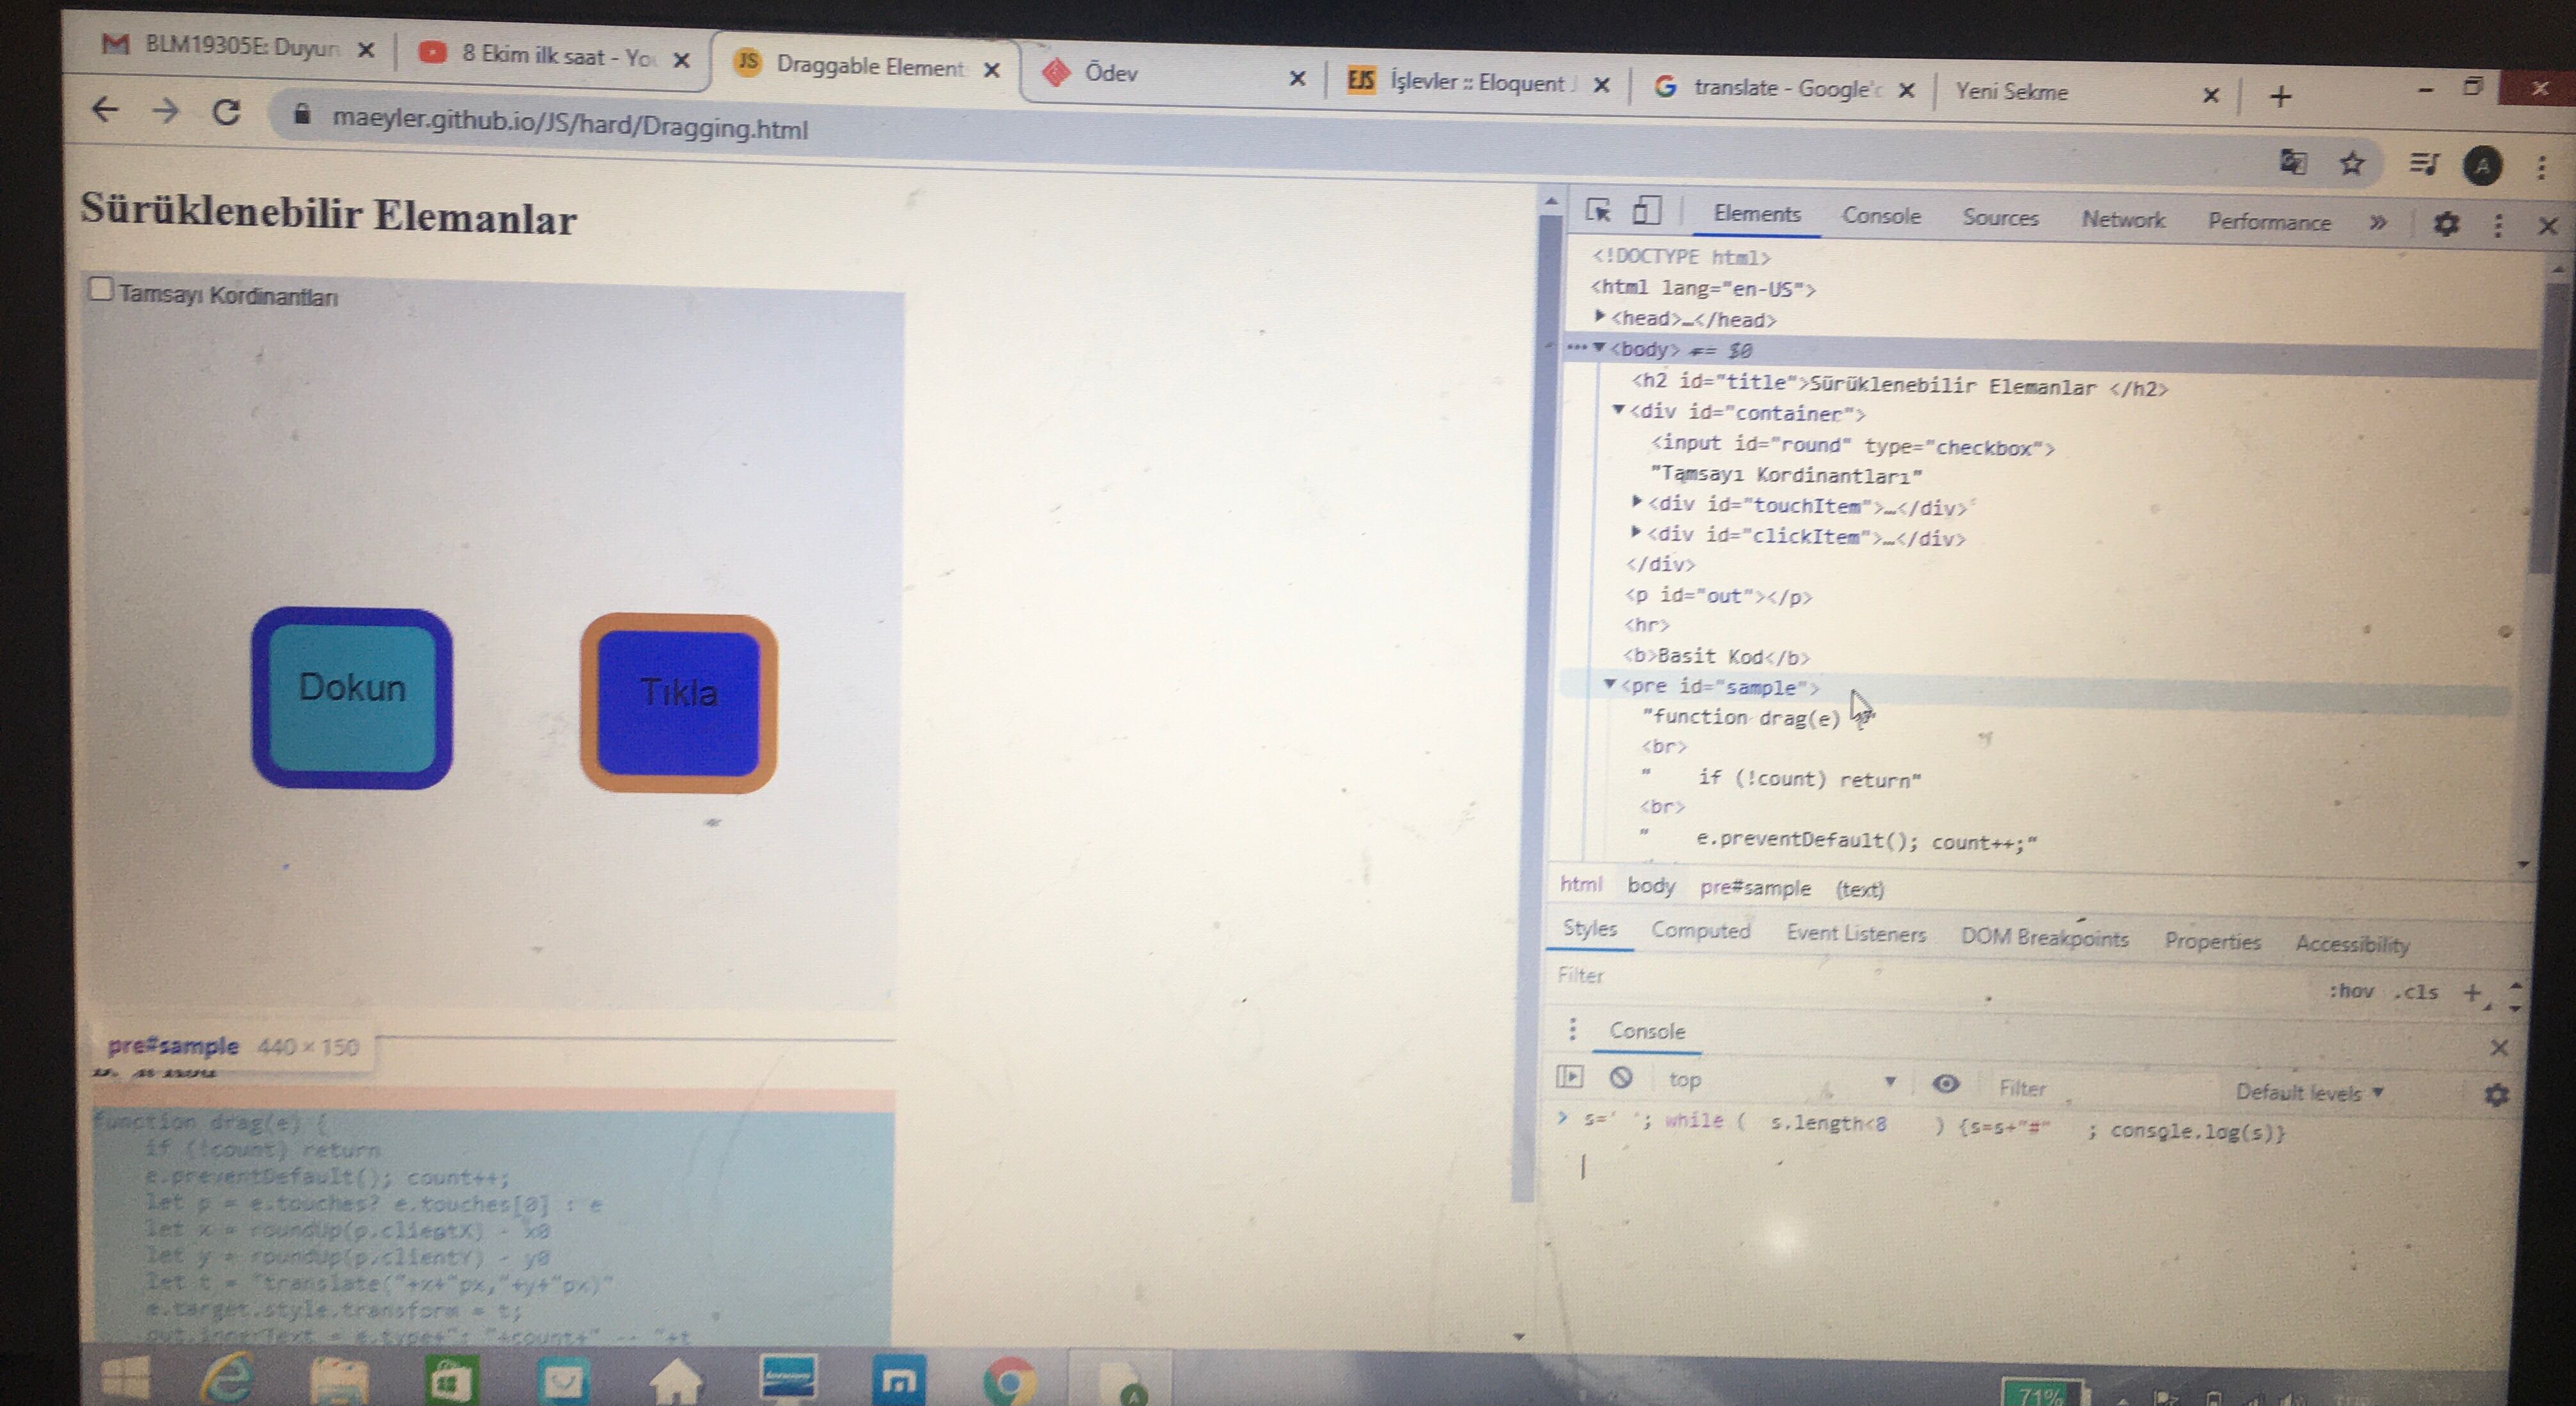 BLM19305E: Duyun
8 Ekim ilk saat - You
Draggable Element
Ödev
İşlevler :: Eloquent J
translate - Google'd
Yeni Sekme
maeyler.github.io/JS/hard/Dragging.html
Sürüklenebilir Elemanlar
Tamsayı Kordinantları
Dokun
Tıkla
pre#sample 440 × 150
function drag(e) {
if (!count) return
e.preventDefault(); count++;
let p = e.touches? e.touches[0] : e
let x = roundUp(p.clientX) - x0
let y = roundUp(p.clientY) - y0
let t = "translate("+x+"px,"+y+"px)"
e.target.style.transform = t;
out.innerText = e.type+": "+count+" -- "+t
Elements Console Sources Network Performance »
<!DOCTYPE html>
<html lang="en-US">
<head>…</head>
<body> == $0
<h2 id="title">Sürüklenebilir Elemanlar </h2>
<div id="container">
<input id="round" type="checkbox">
"Tamsayı Kordinantları"
<div id="touchItem">…</div>
<div id="clickItem">…</div>
</div>
<p id="out"></p>
<hr>
<b>Basit Kod</b>
<pre id="sample">
"function drag(e)
<br>
" if (!count) return"
<br>
" e.preventDefault(); count++;"
html body pre#sample (text)
Styles Computed Event Listeners DOM Breakpoints Properties Accessibility
Filter
:hov .cls +
Console
top Filter Default levels
> s=' '; while ( s.length<8 ) {s=s+"#" ; console.log(s)}
71%